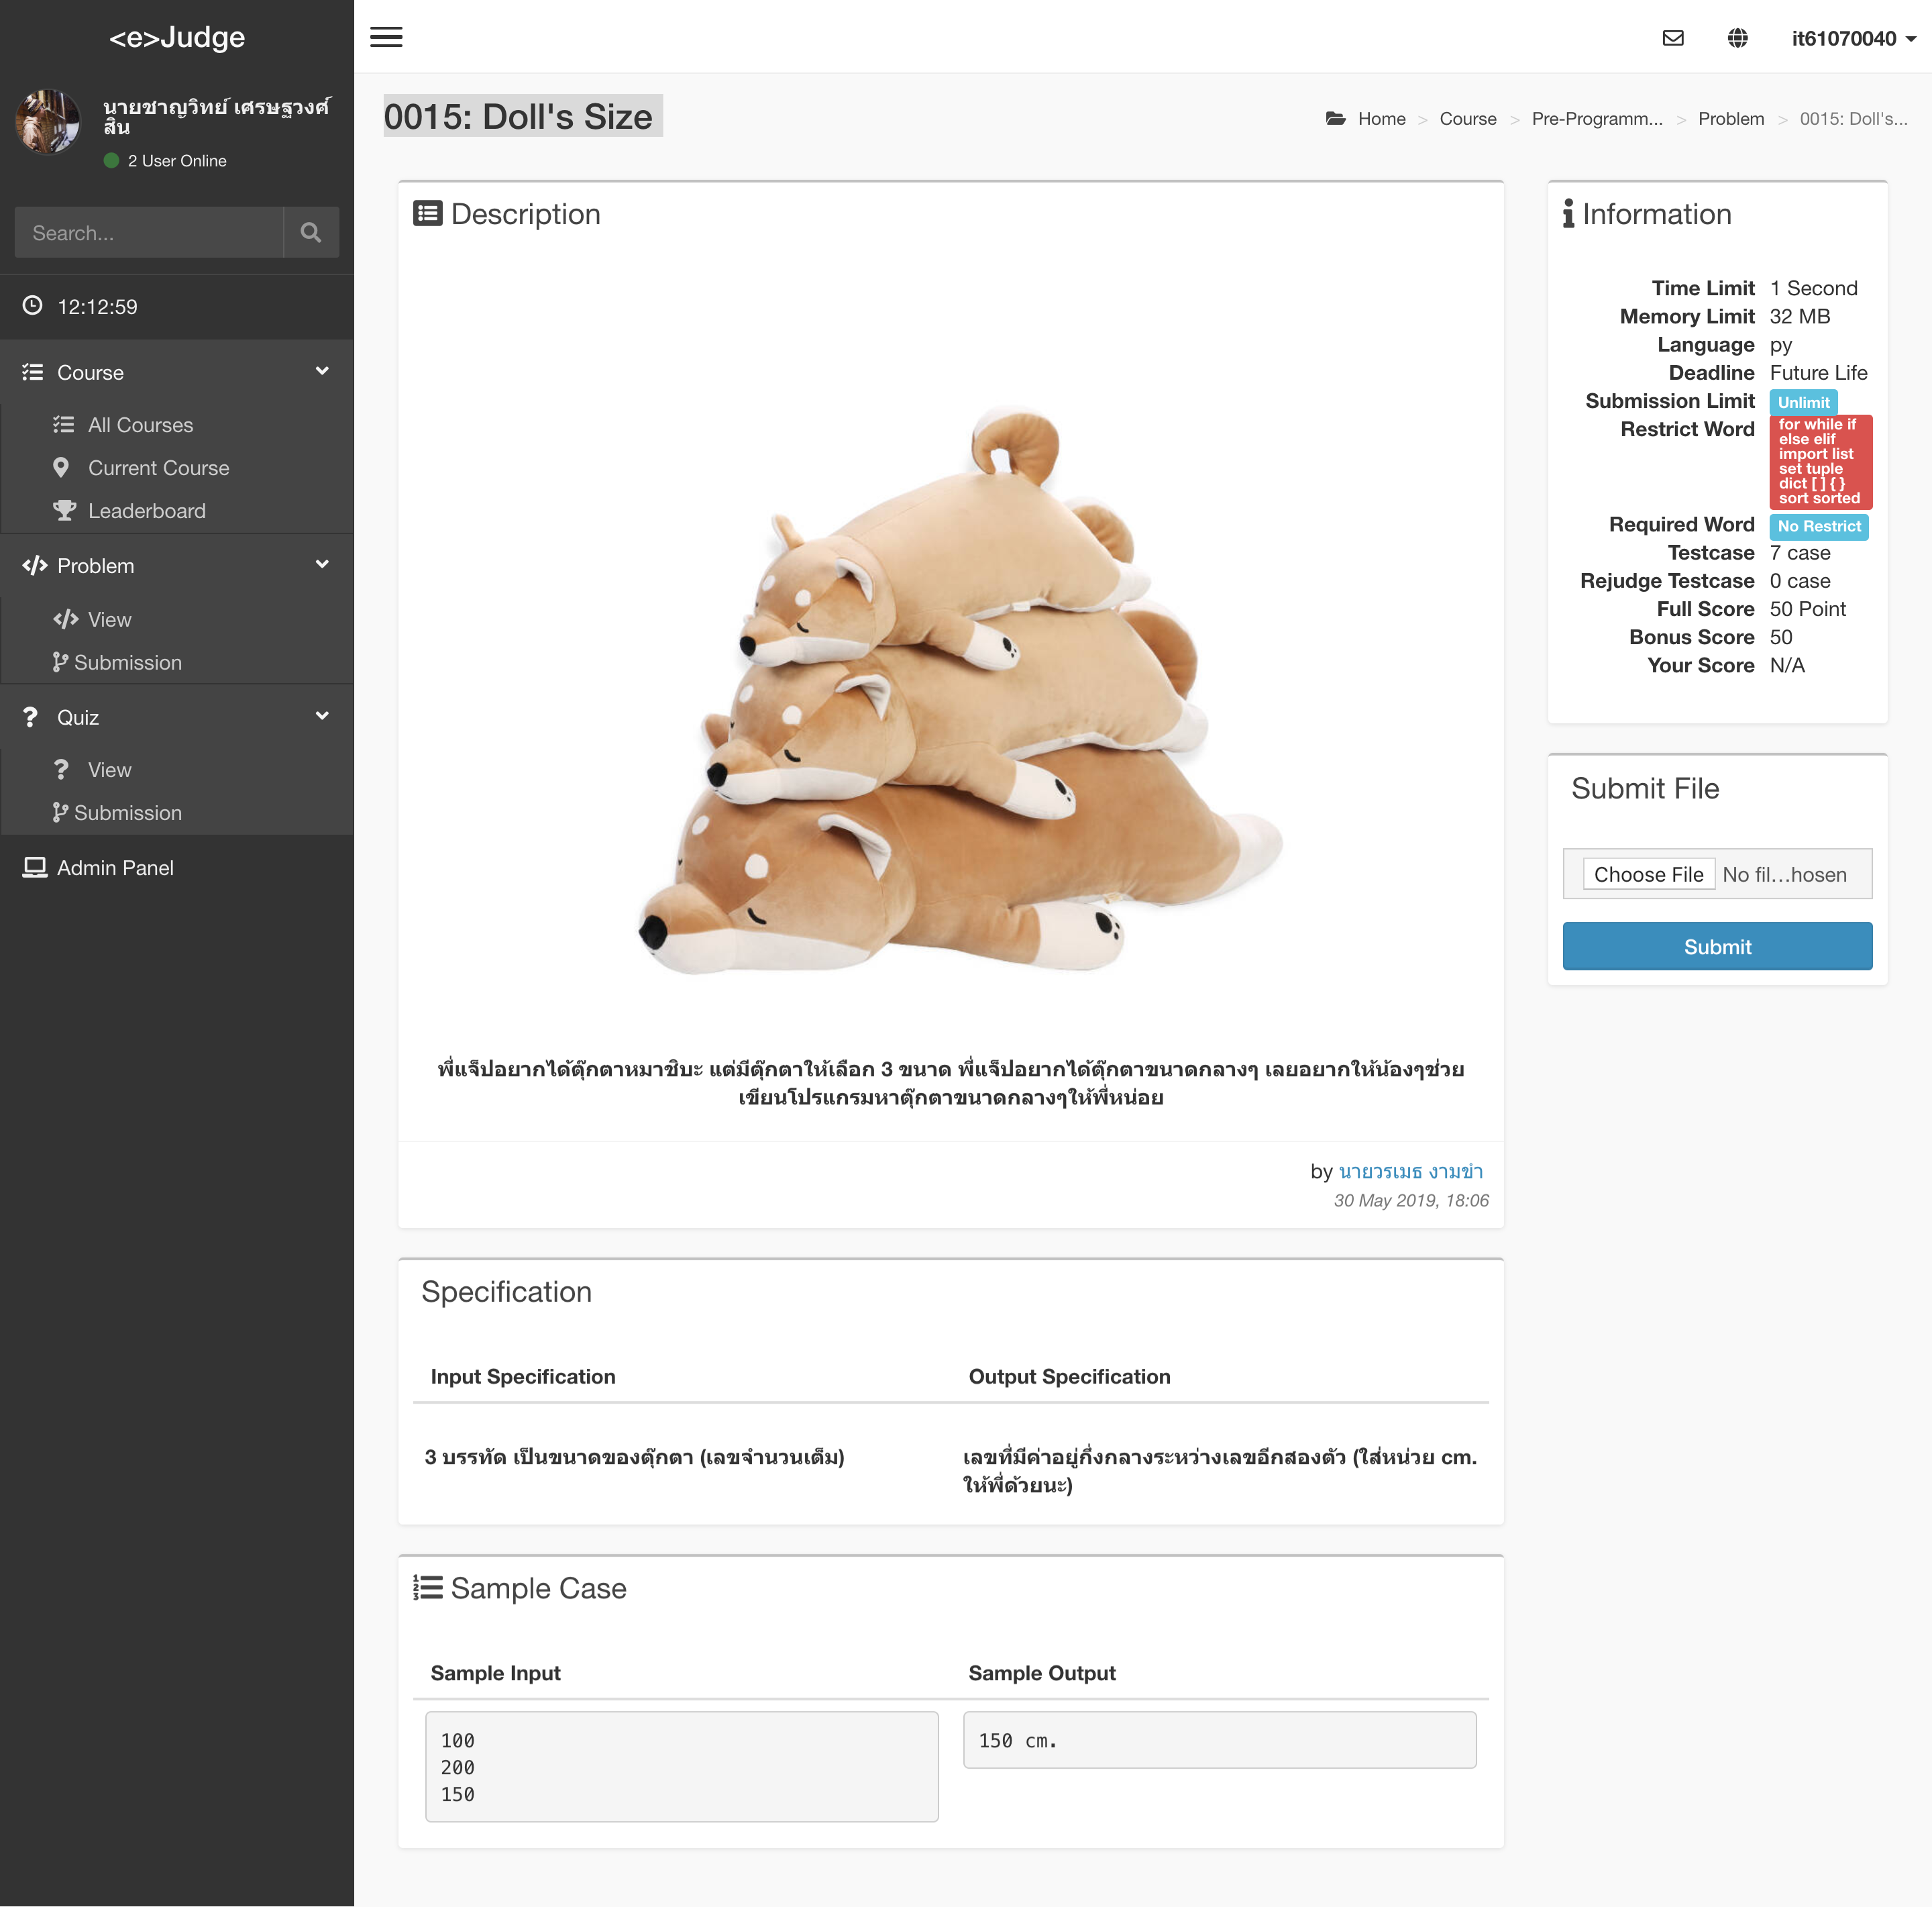 <e>Judge
นายชาญวิทย์ เศรษฐวงศ์
สิน
2 User Online
Search...
12:12:59
Course
All Courses
Current Course
Leaderboard
Problem
View
Submission
Quiz
View
Submission
Admin Panel
it61070040
0015: Doll's Size
Home > Course > Pre-Programm... > Problem > 0015: Doll's...
Description
พี่แจ็ปอยากได้ตุ๊กตาหมาชิบะ แต่มีตุ๊กตาให้เลือก 3 ขนาด พี่แจ็ปอยากได้ตุ๊กตาขนาดกลางๆ เลยอยากให้น้องๆช่วย
เขียนโปรแกรมหาตุ๊กตาขนาดกลางๆให้พี่หน่อย
by นายวรเมธ งามขำ
30 May 2019, 18:06
Specification
Input Specification
Output Specification
3 บรรทัด เป็นขนาดของตุ๊กตา (เลขจำนวนเต็ม)
เลขที่มีค่าอยู่กึ่งกลางระหว่างเลขอีกสองตัว (ใส่หน่วย cm.
ให้พี่ด้วยนะ)
Sample Case
Sample Input
Sample Output
100
200
150
150 cm.
Information
Time Limit 1 Second
Memory Limit 32 MB
Language py
Deadline Future Life
Submission Limit Unlimit
Restrict Word for while if
else elif
import list
set tuple
dict [ ] { }
sort sorted
Required Word No Restrict
Testcase 7 case
Rejudge Testcase 0 case
Full Score 50 Point
Bonus Score 50
Your Score N/A
Submit File
Choose File No fil...hosen
Submit